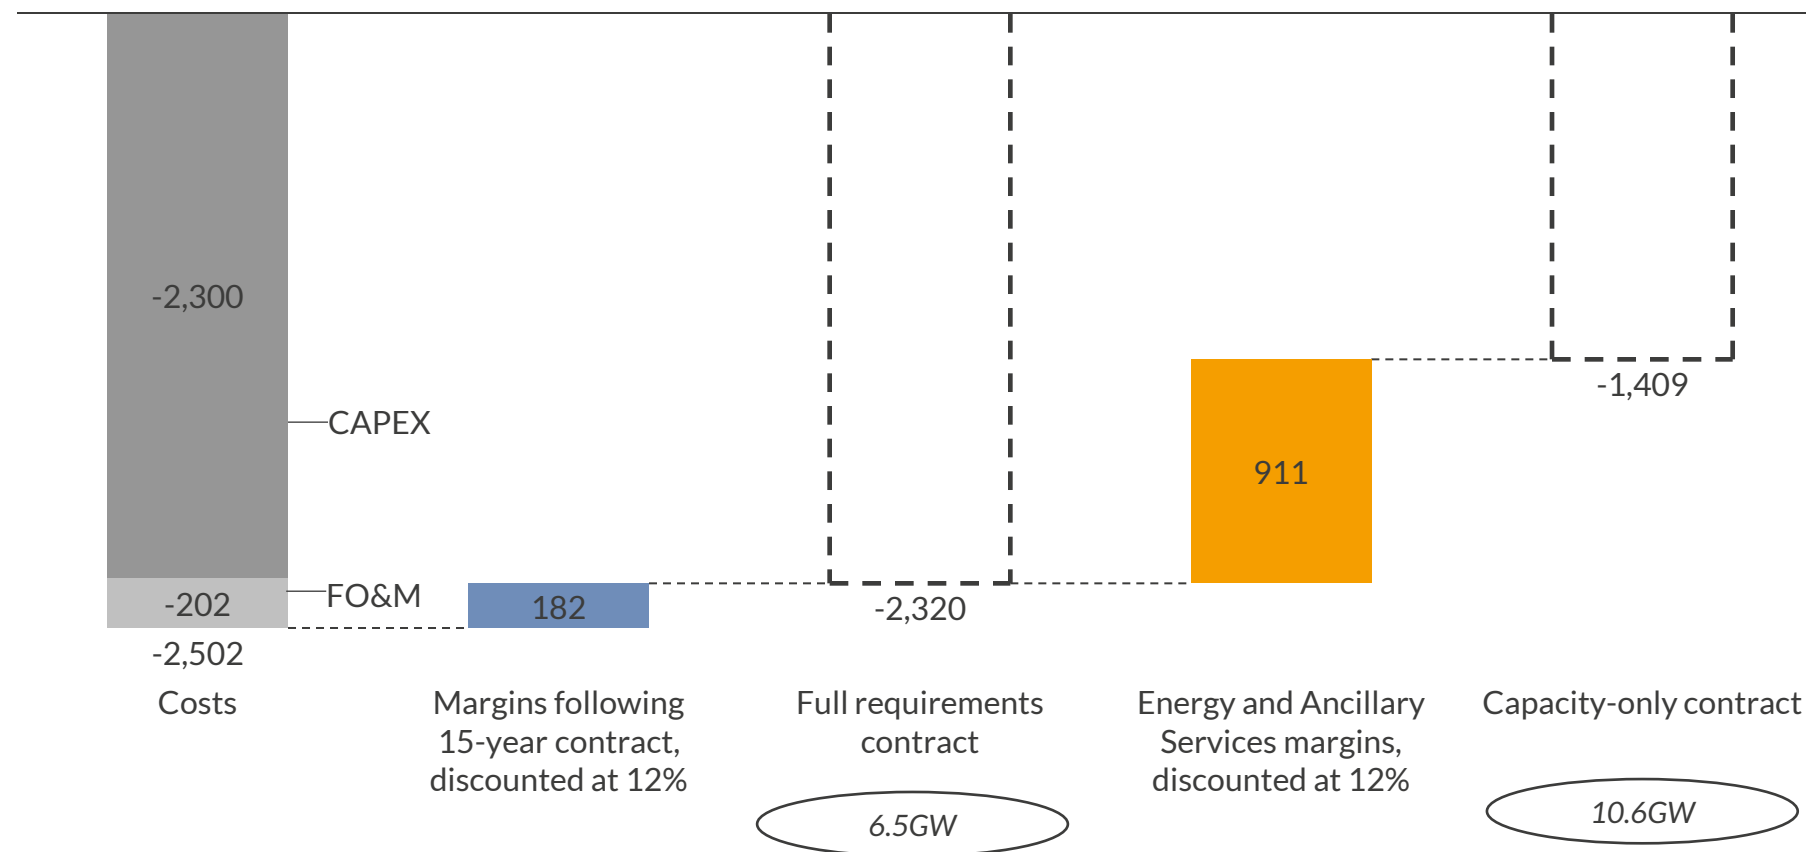 -2,300
CAPEX
-1,409
911
-202
FO&M
182
-2,320
-2,502
Costs
Margins following
15-year contract,
discounted at 12%
Full requirements
contract
6.5GW
Energy and Ancillary
Services margins,
discounted at 12%
Capacity-only contract
10.6GW